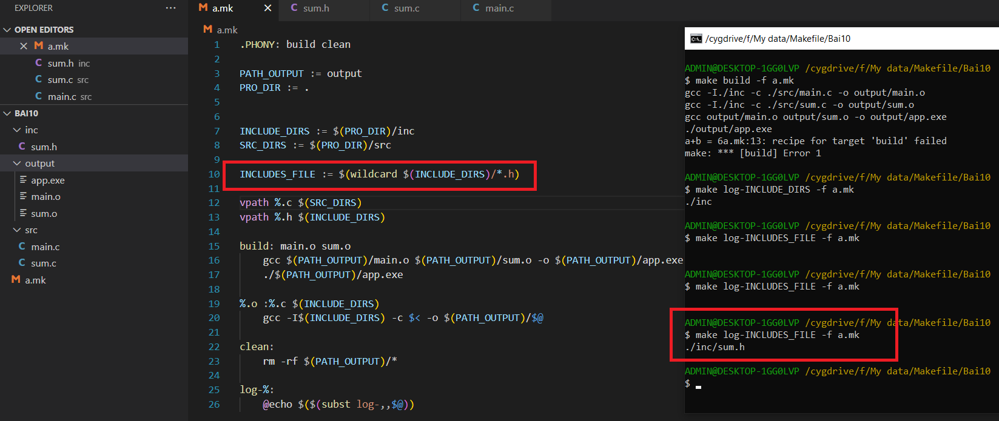 EXPLORER
OPEN EDITORS
a.mk
sum.h inc
sum.c src
main.c src
BAI10
inc
sum.h
output
app.exe
main.o
sum.o
src
main.c
sum.c
a.mk
a.mk
sum.h
sum.c
main.c
a.mk
1 .PHONY: build clean
2
3 PATH_OUTPUT := output
4 PRO_DIR := .
5
6
7 INCLUDE_DIRS := $(PRO_DIR)/inc
8 SRC_DIRS := $(PRO_DIR)/src
9
10 INCLUDES_FILE := $(wildcard $(INCLUDE_DIRS)/*.h)
11
12 vpath %.c $(SRC_DIRS)
13 vpath %.h $(INCLUDE_DIRS)
14
15 build: main.o sum.o
16 gcc $(PATH_OUTPUT)/main.o $(PATH_OUTPUT)/sum.o -o $(PATH_OUTPUT)/app.exe
17 ./$(PATH_OUTPUT)/app.exe
18
19 %.o :%.c $(INCLUDE_DIRS)
20 gcc -I$(INCLUDE_DIRS) -c $< -o $(PATH_OUTPUT)/$@
21
22 clean:
23 rm -rf $(PATH_OUTPUT)/*
24
25 log-%:
26 @echo $($(subst log-,,$@))
/cygdrive/f/My data/Makefile/Bai10
ADMIN@DESKTOP-1GG0LVP /cygdrive/f/My data/Makefile/Bai10
$ make build -f a.mk
gcc -I./inc -c ./src/main.c -o output/main.o
gcc -I./inc -c ./src/sum.c -o output/sum.o
gcc output/main.o output/sum.o -o output/app.exe
./output/app.exe
a+b = 6a.mk:13: recipe for target 'build' failed
make: *** [build] Error 1
ADMIN@DESKTOP-1GG0LVP /cygdrive/f/My data/Makefile/Bai10
$ make log-INCLUDE_DIRS -f a.mk
./inc
ADMIN@DESKTOP-1GG0LVP /cygdrive/f/My data/Makefile/Bai10
$ make log-INCLUDES_FILE -f a.mk
ADMIN@DESKTOP-1GG0LVP /cygdrive/f/My data/Makefile/Bai10
$ make log-INCLUDES_FILE -f a.mk
ADMIN@DESKTOP-1GG0LVP /cygdrive/f/My data/Makefile/Bai10
$ make log-INCLUDES_FILE -f a.mk
./inc/sum.h
ADMIN@DESKTOP-1GG0LVP /cygdrive/f/My data/Makefile/Bai10
$